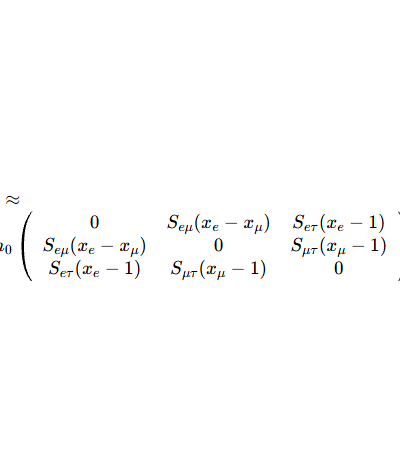 ≈
₀ ( 0 S_{eμ}(x_e − x_μ) S_{eτ}(x_e − 1)
S_{eμ}(x_e − x_μ) 0 S_{μτ}(x_μ − 1)
S_{eτ}(x_e − 1) S_{μτ}(x_μ − 1) 0 )